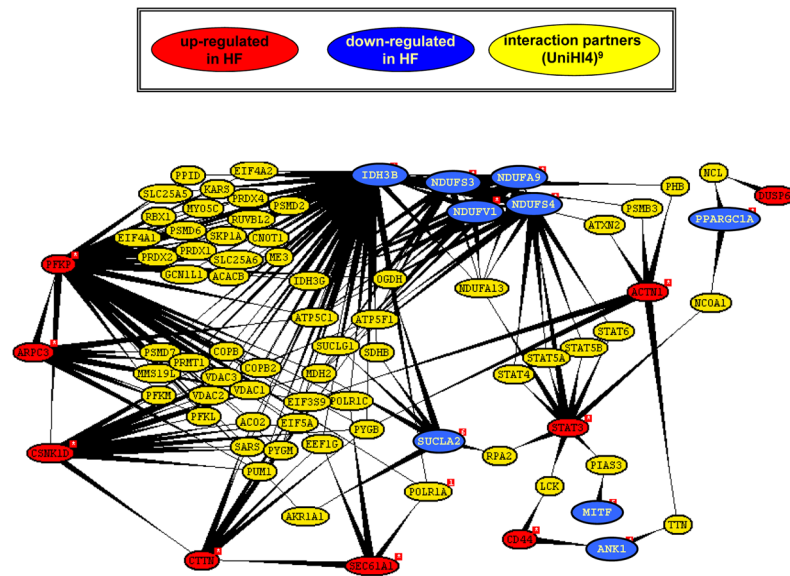 up-regulated
in HF
down-regulated
in HF
interaction partners
(UniHI4)9
PPID
EIF4A2
SLC25A5
KARS
PRDX4
MYO5C
PSMD2
RBX1
RUVBL2
EIF4A1
PSMD6
SKP1A
CNOT1
PRDX2
PRDX1
SLC25A6
ME3
GCN1L1
ACACB
IDH3B
NDUFS3
NDUFA9
NDUFV1
NDUFS4
PHB
PSMB3
ATXN2
NCL
DUSP6
PPARGC1A
PFKP
IDH3G
OGDH
NDUFA13
ACTN1
NCOA1
ATP5C1
ATP5F1
STAT6
STAT5B
STAT5A
STAT4
ARPC3
PSMD7
COPB
SUCLG1
SDHB
MMS19L
PRMT1
COPB2
VDAC3
MDH2
PFKM
VDAC2
VDAC1
EIF3S9
POLR1C
PFKL
ACO2
EIF5A
PYGB
STAT3
CSNK1D
SARS
PYGM
EEF1G
SUCLA2
RPA2
PUM1
PIAS3
POLR1A
LCK
AKR1A1
MITF
TTN
CTTN
SEC61A1
CD44
ANK1